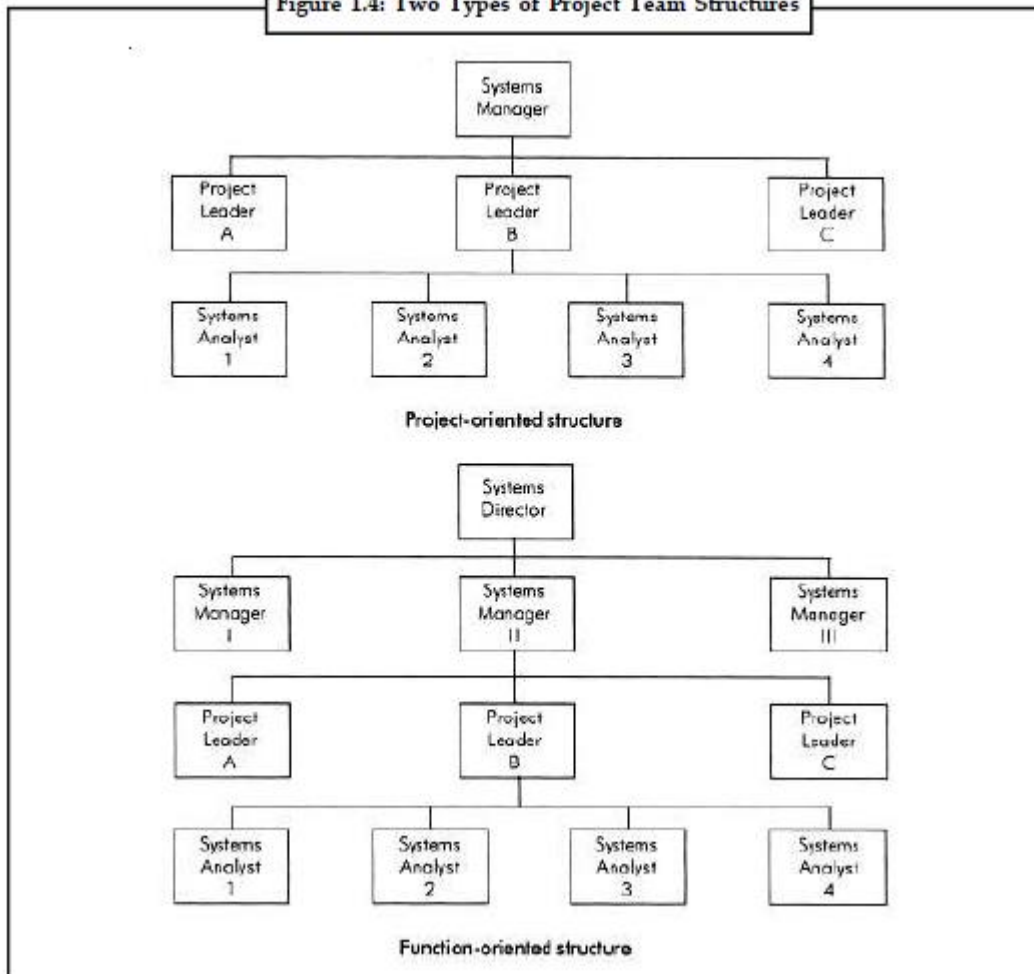 Figure 1.4: Two Types of Project Team Structures
Systems
Manager
Project
Leader
A
Project
Leader
B
Project
Leader
C
Systems
Analyst
1
Systems
Analyst
2
Systems
Analyst
3
Systems
Analyst
4
Project-oriented structure
Systems
Director
Systems
Manager
I
Systems
Manager
II
Systems
Manager
III
Project
Leader
A
Project
Leader
B
Project
Leader
C
Systems
Analyst
1
Systems
Analyst
2
Systems
Analyst
3
Systems
Analyst
4
Function-oriented structure